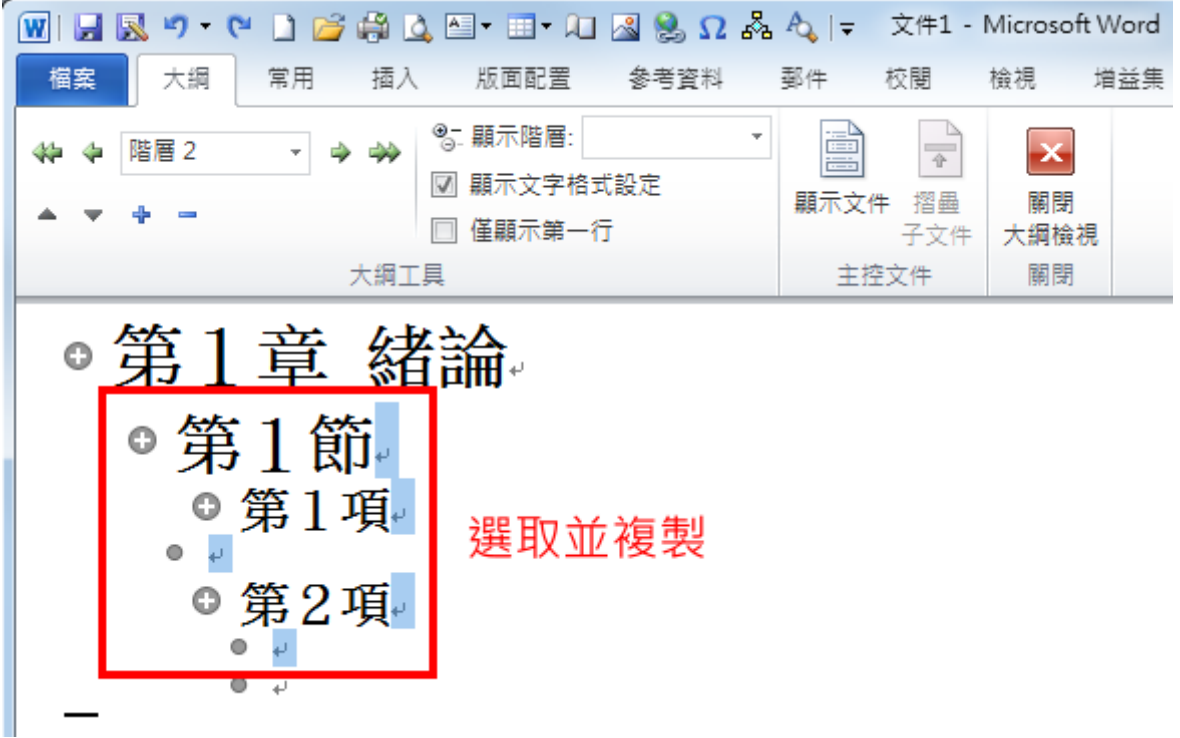 文件1 - Microsoft Word
檔案 大綱 常用 插入 版面配置 參考資料 郵件 校閱 檢視 增益集
階層 2 顯示階層:
顯示文字格式設定
僅顯示第一行
顯示文件 摺疊 子文件
關閉 大綱檢視
大綱工具 主控文件 關閉
第1章 緒論
第1節
第1項
選取並複製
第2項